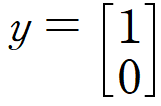 y = [1
0]